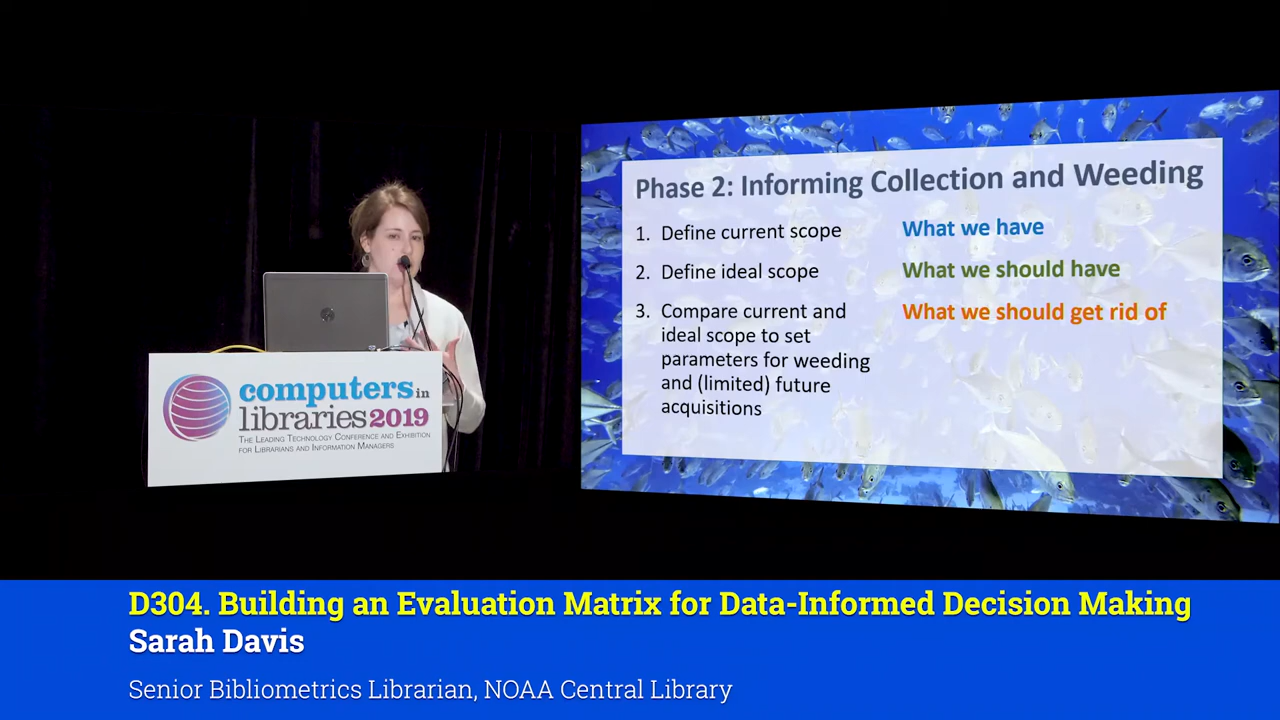 Phase 2: Informing Collection and Weeding
1. Define current scope
What we have
2. Define ideal scope
What we should have
3. Compare current and
ideal scope to set
parameters for weeding
and (limited) future
acquisitions
What we should get rid of
computers in
libraries 2019
The Leading Technology Conference and Exhibition
for Librarians and Information Managers
D304. Building an Evaluation Matrix for Data-Informed Decision Making
Sarah Davis
Senior Bibliometrics Librarian, NOAA Central Library